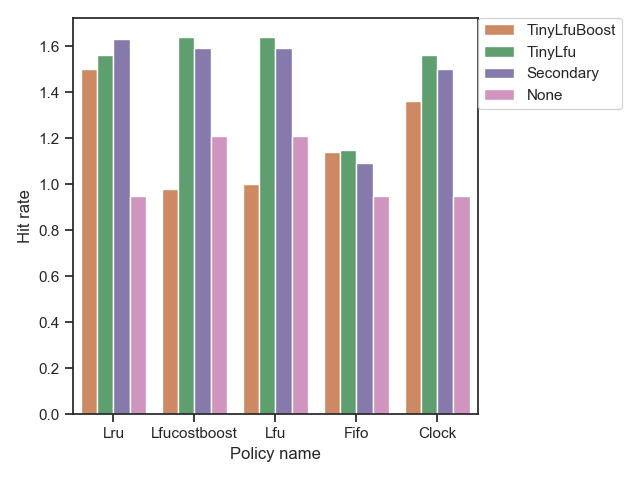 TinyLfuBoost
TinyLfu
Secondary
None
Hit rate
1.6
1.4
1.2
1.0
0.8
0.6
0.4
0.2
0.0
Lru Lfucostboost Lfu Fifo Clock
Policy name